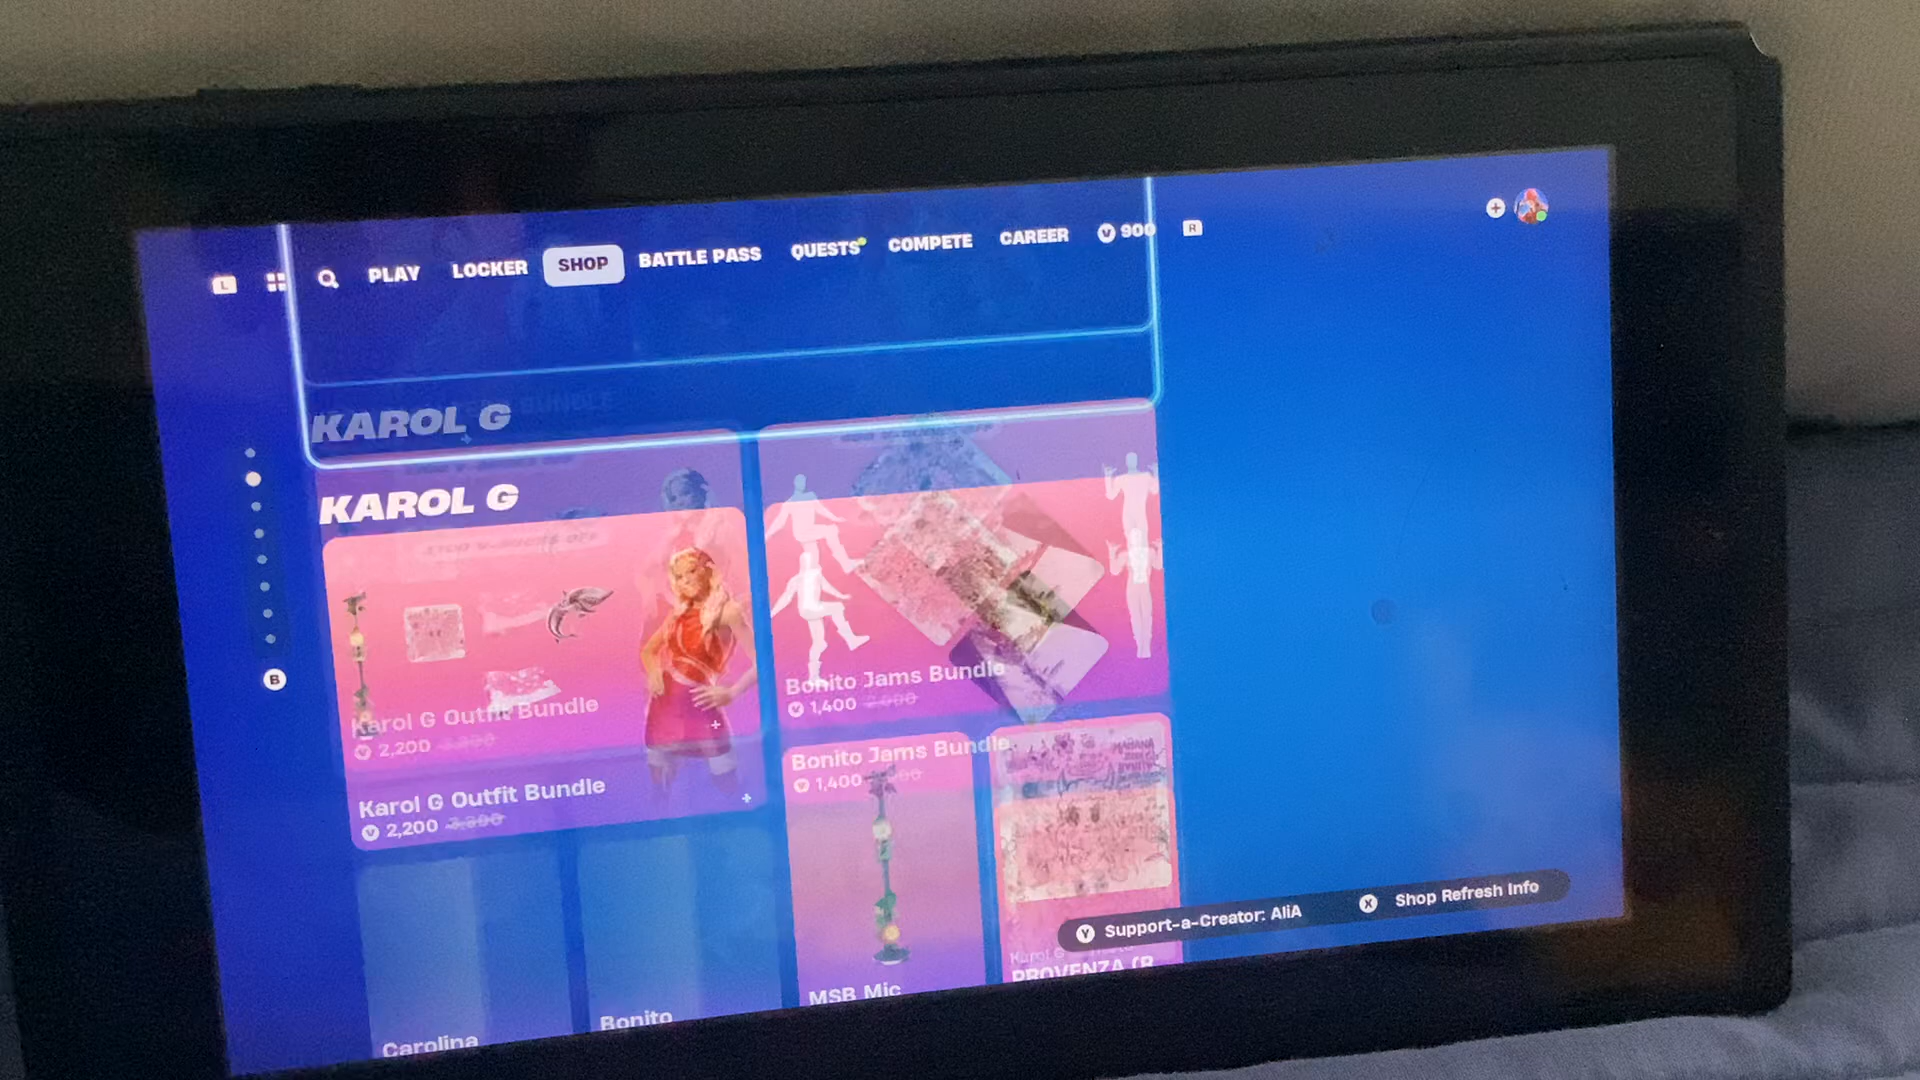 L PLAY LOCKER SHOP BATTLE PASS QUESTS COMPETE CAREER V 900 R
KAROL G
KAROL G
Karol G Outfit Bundle
2,200
Bonito Jams Bundle
1,400
Bonito Jams Bundle
1,400
B
Karol G Outfit Bundle
2,200
MSB Mic
PROVENZA (R
Bonito
Carolina
Y Support-a-Creator: AliA
X Shop Refresh Info